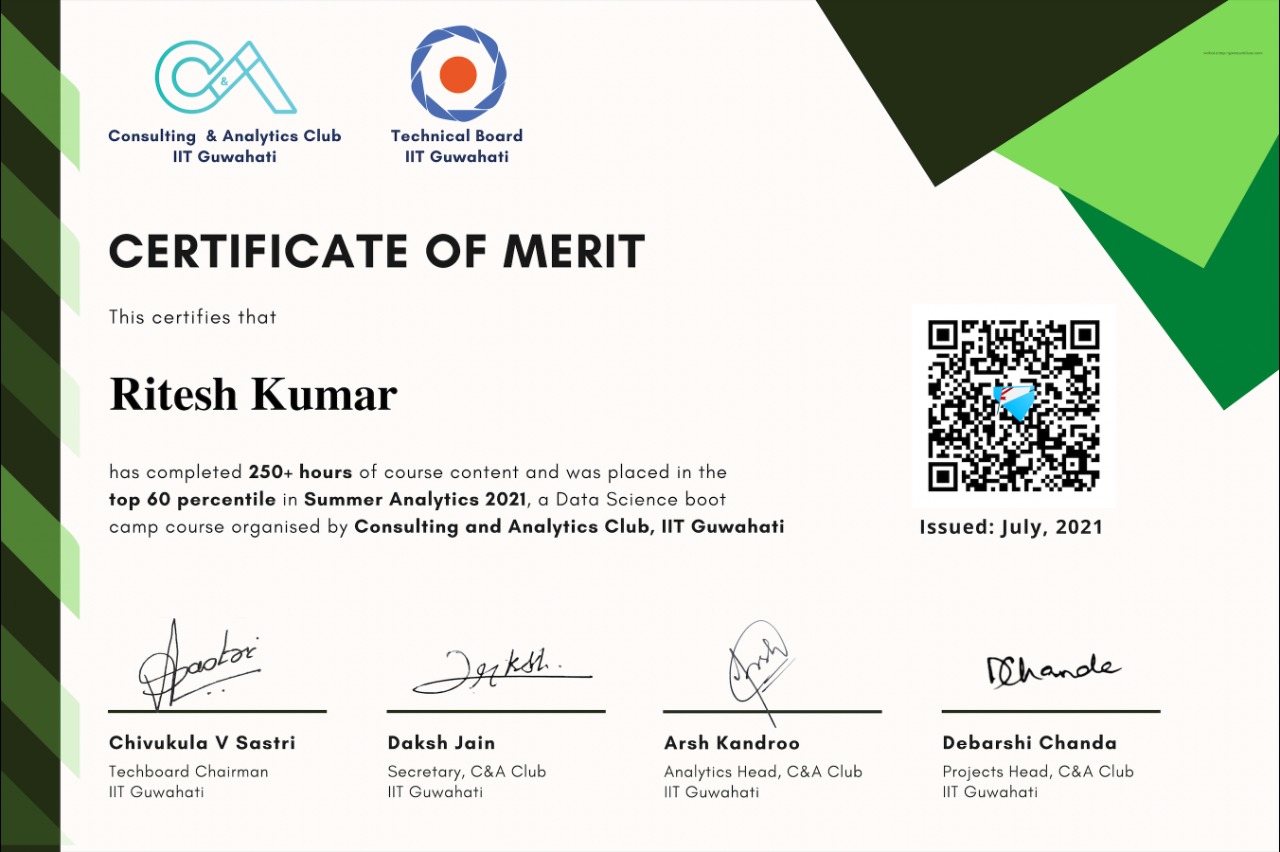 C&A
Consulting & Analytics Club
IIT Guwahati
Technical Board
IIT Guwahati
CERTIFICATE OF MERIT
This certifies that
Ritesh Kumar
has completed 250+ hours of course content and was placed in the
top 60 percentile in Summer Analytics 2021, a Data Science boot
camp course organised by Consulting and Analytics Club, IIT Guwahati
Issued: July, 2021
Sastri
Daksh.
Arsh
DChanda
Chivukula V Sastri
Techboard Chairman
IIT Guwahati
Daksh Jain
Secretary, C&A Club
IIT Guwahati
Arsh Kandroo
Analytics Head, C&A Club
IIT Guwahati
Debarshi Chanda
Projects Head, C&A Club
IIT Guwahati